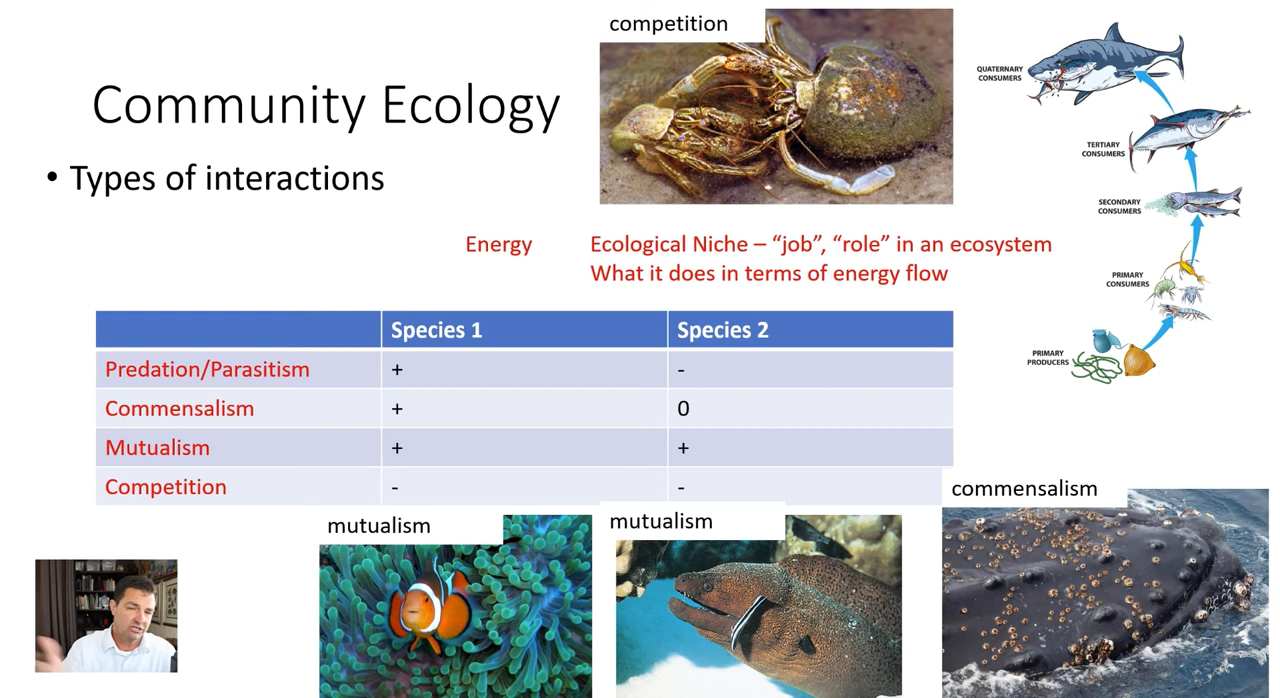 competition
Community Ecology
• Types of interactions
QUATERNARY
CONSUMERS
TERTIARY
CONSUMERS
SECONDARY
CONSUMERS
PRIMARY
CONSUMERS
PRIMARY
PRODUCERS
Energy
Ecological Niche – “job”, “role” in an ecosystem
What it does in terms of energy flow
Species 1 Species 2
Predation/Parasitism + -
Commensalism + 0
Mutualism + +
Competition - -
mutualism
mutualism
commensalism